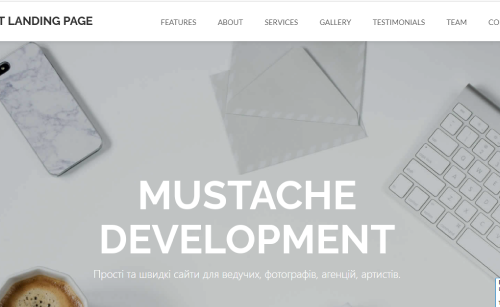 T LANDING PAGE FEATURES ABOUT SERVICES GALLERY TESTIMONIALS TEAM CO
MUSTACHE
DEVELOPMENT
Прості та швидкі сайти для ведучих, фотографів, агенцій, артистів.